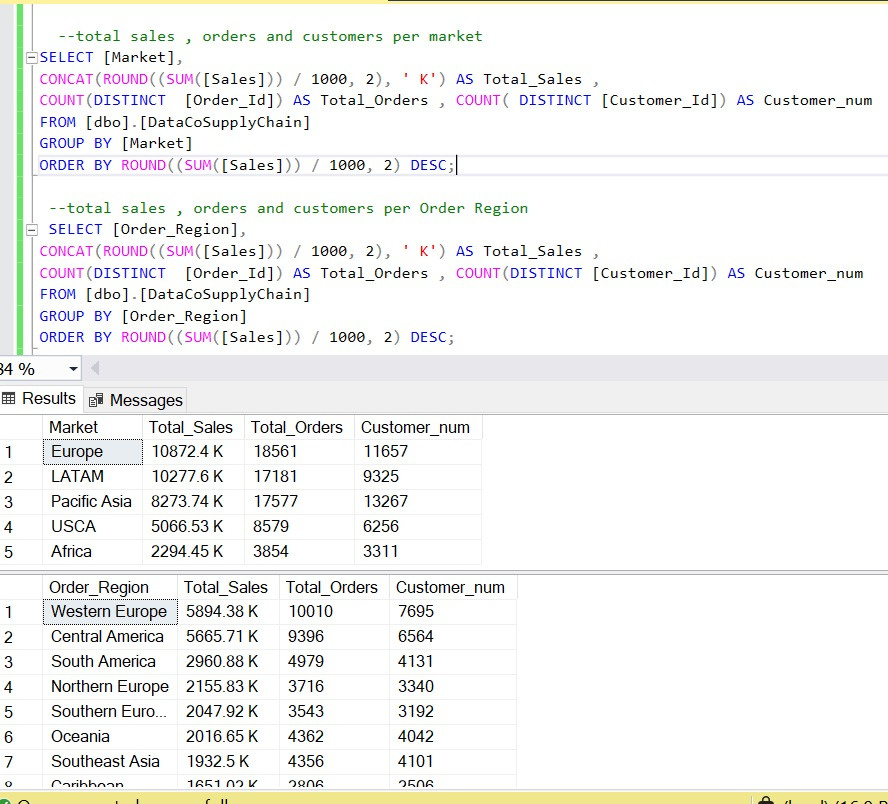 --total sales , orders and customers per market
SELECT [Market],
CONCAT(ROUND((SUM([Sales])) / 1000, 2), ' K') AS Total_Sales ,
COUNT(DISTINCT  [Order_Id]) AS Total_Orders , COUNT( DISTINCT [Customer_Id]) AS Customer_num
FROM [dbo].[DataCoSupplyChain]
GROUP BY [Market]
ORDER BY ROUND((SUM([Sales])) / 1000, 2) DESC;
--total sales , orders and customers per Order Region
SELECT [Order_Region],
CONCAT(ROUND((SUM([Sales])) / 1000, 2), ' K') AS Total_Sales ,
COUNT(DISTINCT  [Order_Id]) AS Total_Orders , COUNT(DISTINCT [Customer_Id]) AS Customer_num
FROM [dbo].[DataCoSupplyChain]
GROUP BY [Order_Region]
ORDER BY ROUND((SUM([Sales])) / 1000, 2) DESC;
34 %
Results Messages
Market Total_Sales Total_Orders Customer_num
1 Europe 10872.4 K 18561 11657
2 LATAM 10277.6 K 17181 9325
3 Pacific Asia 8273.74 K 17577 13267
4 USCA 5066.53 K 8579 6256
5 Africa 2294.45 K 3854 3311
Order_Region Total_Sales Total_Orders Customer_num
1 Western Europe 5894.38 K 10010 7695
2 Central America 5665.71 K 9396 6564
3 South America 2960.88 K 4979 4131
4 Northern Europe 2155.83 K 3716 3340
5 Southern Euro... 2047.92 K 3543 3192
6 Oceania 2016.65 K 4362 4042
7 Southeast Asia 1932.5 K 4356 4101
8 Caribbean 1651.02 K 2806 2506